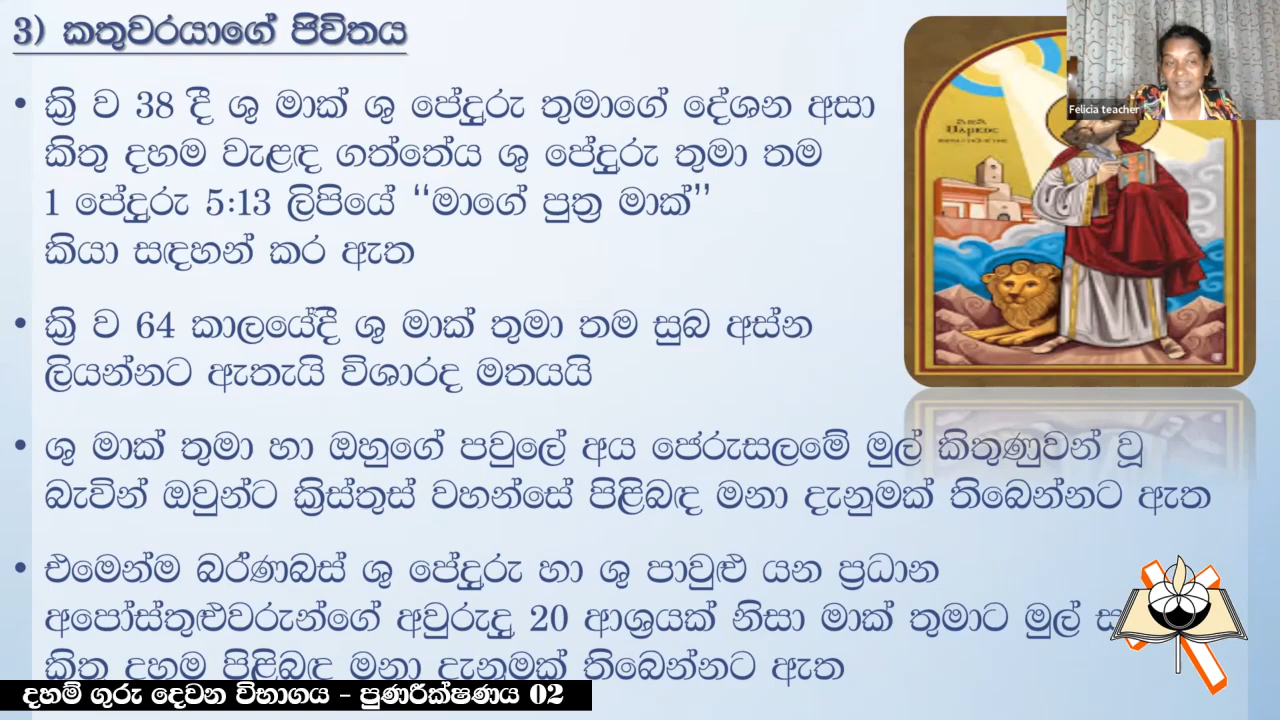 3) කතුවරයාගේ ජීවිතය
• ක්‍රි ව 38 දී ශු මාක් ශු පේදුරු තුමාගේ දේශන අසා
කිතු දහම වැළඳ ගත්තේය ශු පේදුරු තුමා තම
1 පේදුරු 5:13 ලිපියේ “මාගේ පුත්‍ර මාක්”
කියා සඳහන් කර ඇත
• ක්‍රි ව 64 කාලයේදී ශු මාක් තුමා තම සුබ අස්න
ලියන්නට ඇතැයි විශාරද මතයයි
• ශු මාක් තුමා හා ඔහුගේ පවුලේ අය ජෙරුසලමේ මුල් කිතුණුවන් වූ
බැවින් ඔවුන්ට ක්‍රිස්තුස් වහන්සේ පිළිබඳ මනා දැනුමක් තිබෙන්නට ඇත
• එමෙන්ම බර්ණබස් ශු පේදුරු හා ශු පාවුළු යන ප්‍රධාන
අපෝස්තුළුවරුන්ගේ අවුරුදු 20 ආශ්‍රයක් නිසා මාක් තුමාට මුල්
කිතු දහම පිළිබඳ මනා දැනුමක් තිබෙන්නට ඇත
Felicia teacher
දහම් ගුරු දෙවන විභාගය - පුණරීක්ෂණය 02